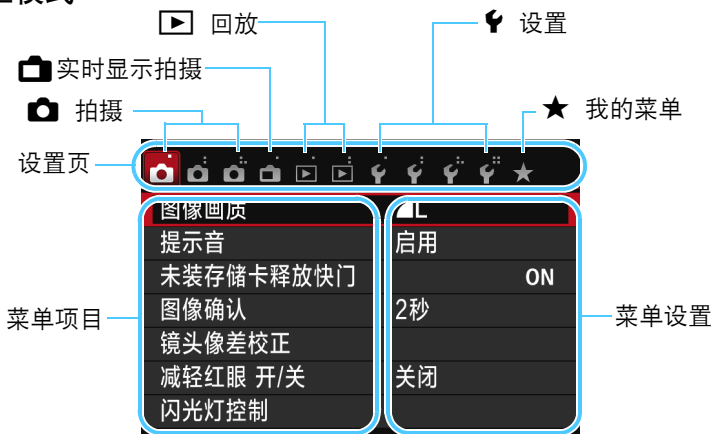 回放
设置
实时显示拍摄
拍摄
我的菜单
设置页
图像画质 L
提示音 启用
未装存储卡释放快门 ON
图像确认 2秒
镜头像差校正
减轻红眼 开/关 关闭
闪光灯控制
菜单项目
菜单设置